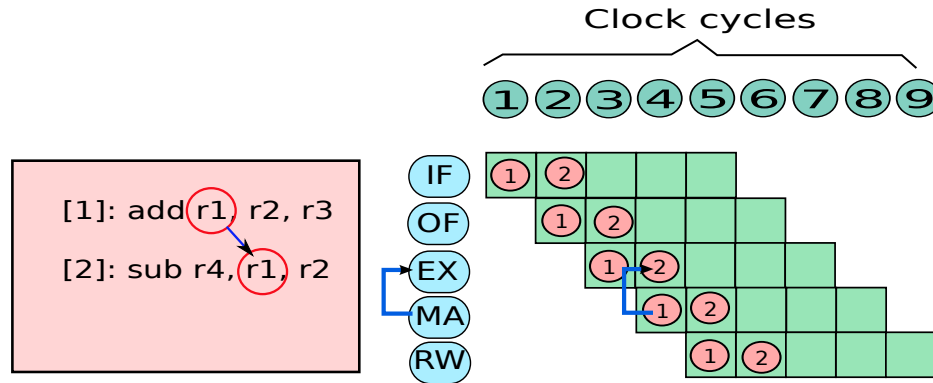 Clock cycles
1 2 3 4 5 6 7 8 9
[1]: add r1, r2, r3
[2]: sub r4, r1, r2
IF 1 2
OF 1 2
EX 1 2
MA 1 2
RW 1 2